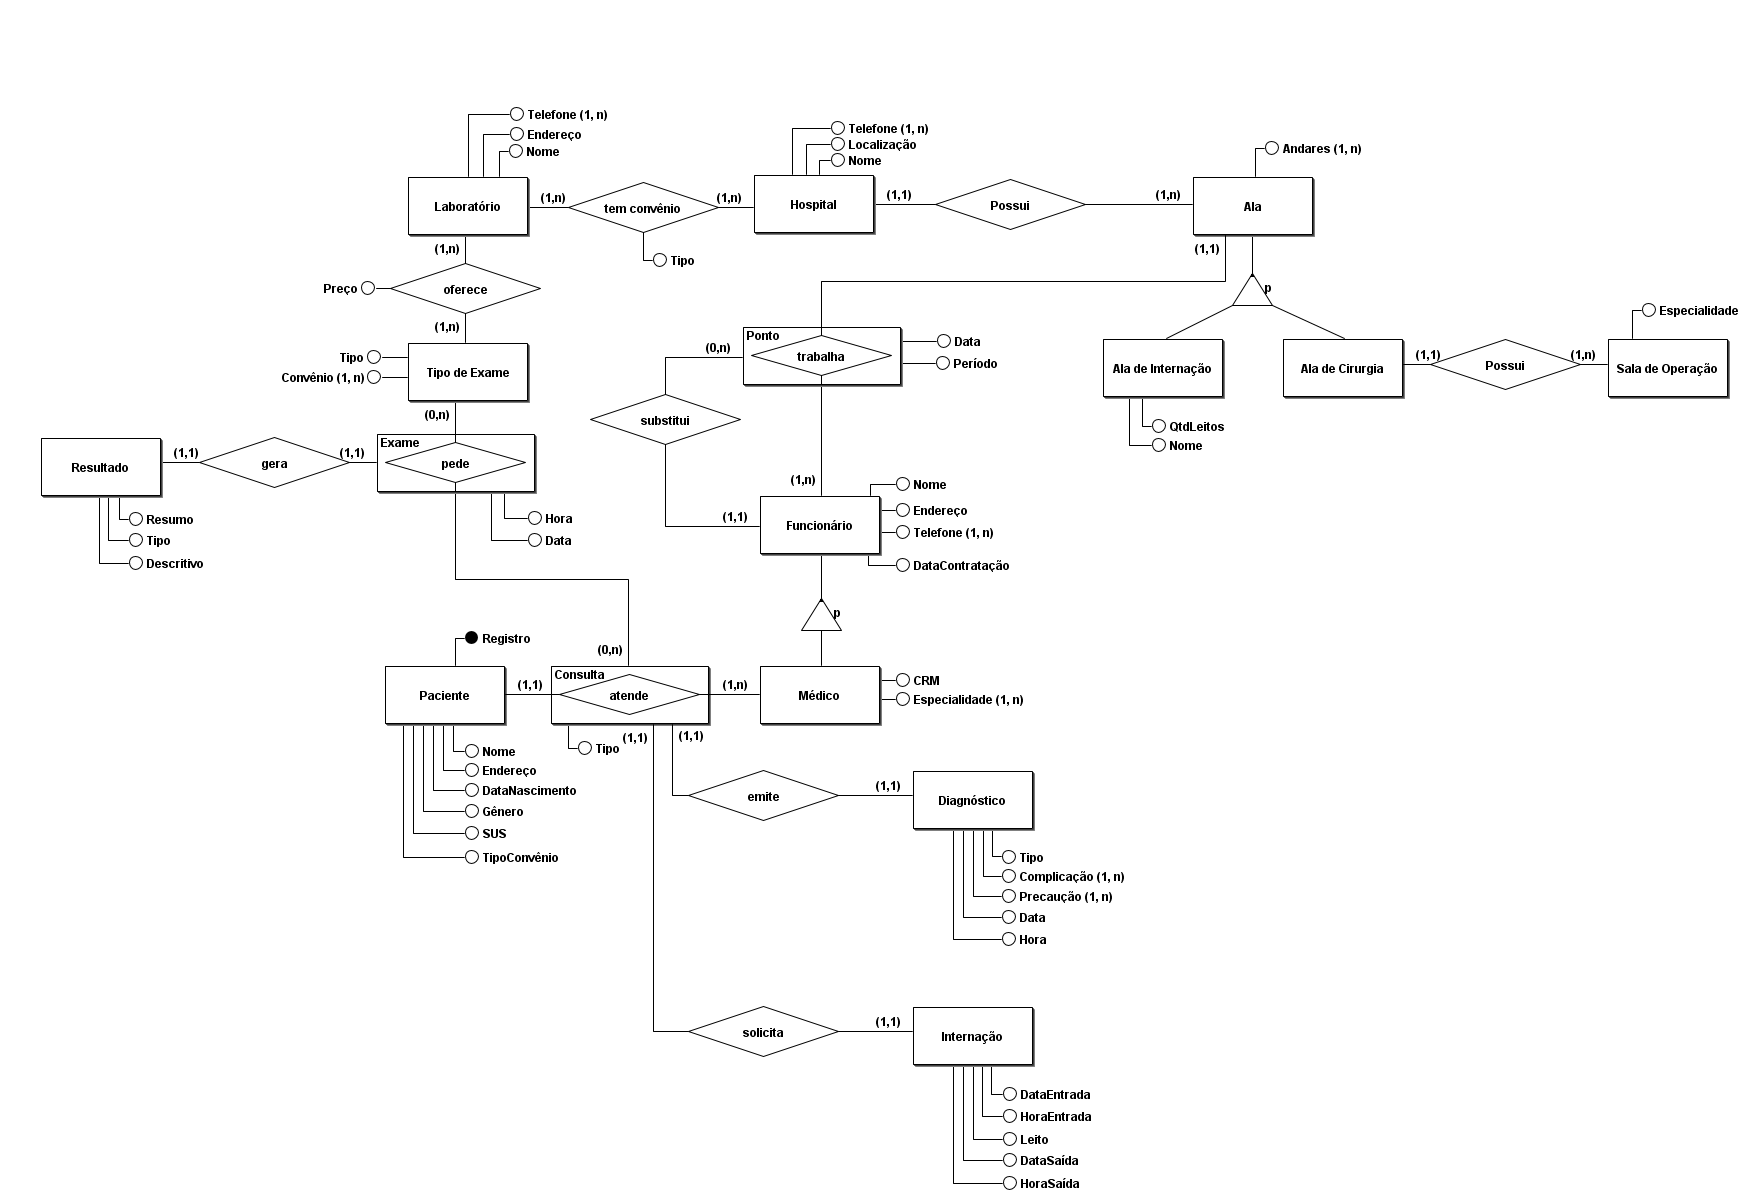 Telefone (1, n)
Endereço
Nome
Laboratório
(1,n)
tem convênio
(1,n)
Tipo
Telefone (1, n)
Localização
Nome
Hospital
(1,1)
Possui
(1,n)
Andares (1, n)
Ala
(1,1)
p
(1,n)
Preço
oferece
(1,n)
Tipo
Convênio (1, n)
Tipo de Exame
(0,n)
Ponto
trabalha
(0,n)
Data
Período
substitui
(1,n)
(1,1)
Ala de Internação
QtdLeitos
Nome
Ala de Cirurgia
(1,1)
Possui
(1,n)
Especialidade
Sala de Operação
Resultado
(1,1)
gera
(1,1)
Exame
pede
Resumo
Tipo
Descritivo
Hora
Data
Funcionário
Nome
Endereço
Telefone (1, n)
DataContratação
p
Registro
(0,n)
Paciente
(1,1)
Consulta
atende
(1,n)
Médico
CRM
Especialidade (1, n)
Tipo
(1,1)
(1,1)
Nome
Endereço
DataNascimento
Gênero
SUS
TipoConvênio
emite
(1,1)
Diagnóstico
Tipo
Complicação (1, n)
Precaução (1, n)
Data
Hora
solicita
(1,1)
Internação
DataEntrada
HoraEntrada
Leito
DataSaída
HoraSaída